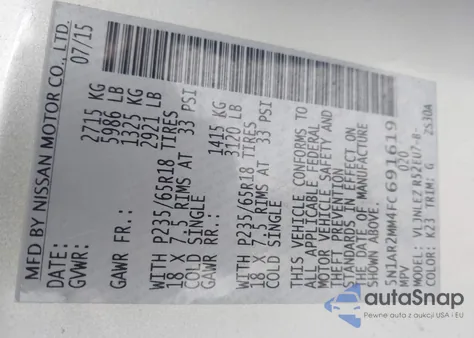 MFD BY NISSAN MOTOR CO., LTD.
DATE: 07/15
GVWR: 2715 KG
5986 LB
GAWR FR.: 1325 KG
2921 LB
WITH P235/65R18 TIRES
18 X 7.5 RIMS AT 33 PSI
COLD SINGLE
GAWR RR.: 1415 KG
3120 LB
WITH P235/65R18 TIRES
18 X 7.5 RIMS AT 33 PSI
COLD SINGLE
THIS VEHICLE CONFORMS TO
ALL APPLICABLE FEDERAL
MOTOR VEHICLE SAFETY AND
THEFT PREVENTION
STANDARDS IN EFFECT ON
THE DATE OF MANUFACTURE
SHOWN ABOVE.
5N1AR2MM4FC691619
MPV 020
MODEL: VLJNLEZ R52EU7-B-
COLOR: K23 TRIM: G 2S30A
autoSnap
Pewne auta z aukcji USA i EU